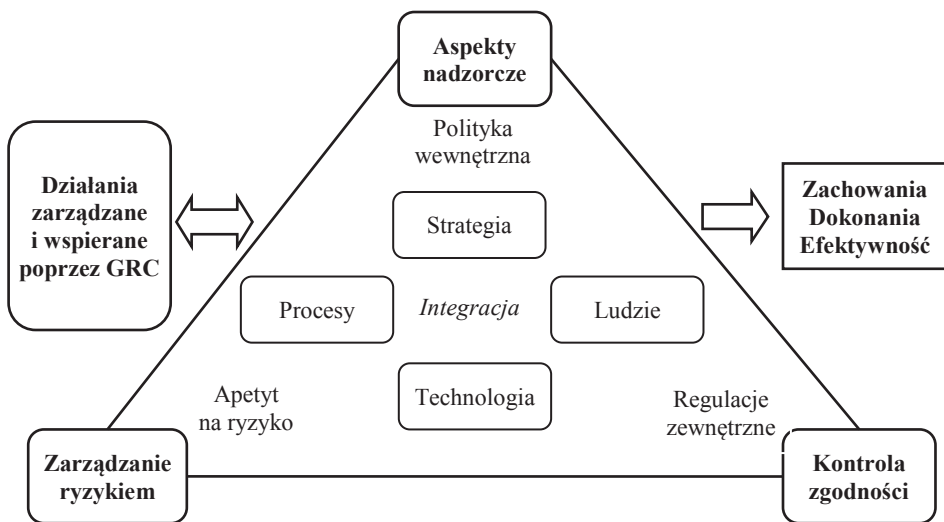 Aspekty
nadzorcze
Polityka
wewnętrzna
Działania
zarządzane
i wspierane
poprzez GRC
Strategia
Zachowania
Dokonania
Efektywność
Procesy
Integracja
Ludzie
Technologia
Apetyt
na ryzyko
Regulacje
zewnętrzne
Zarządzanie
ryzykiem
Kontrola
zgodności